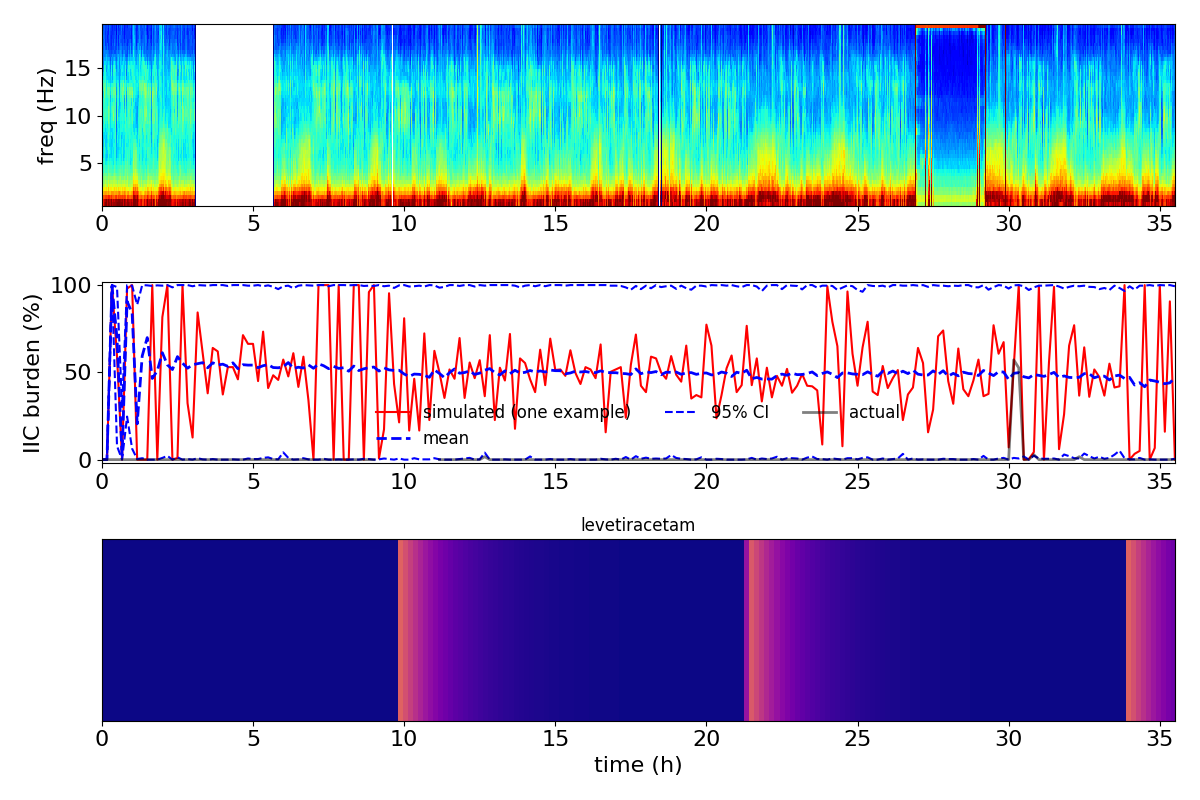 freq (Hz)
15
10
5
0 5 10 15 20 25 30 35
IIC burden (%)
100
50
0
simulated (one example) 95% CI actual
mean
0 5 10 15 20 25 30 35
levetiracetam
0 5 10 15 20 25 30 35
time (h)